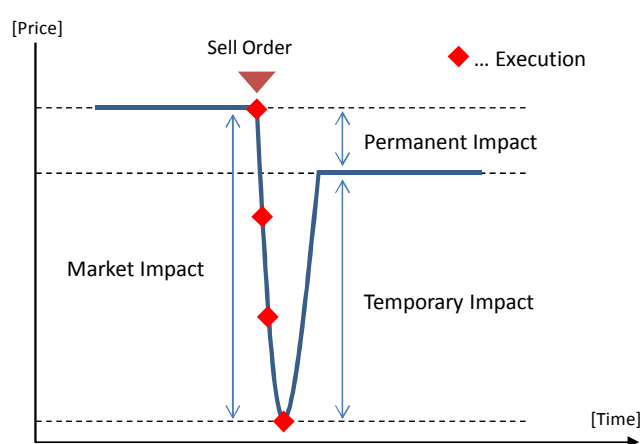 [Price]
Sell Order
... Execution
Permanent Impact
Market Impact
Temporary Impact
[Time]